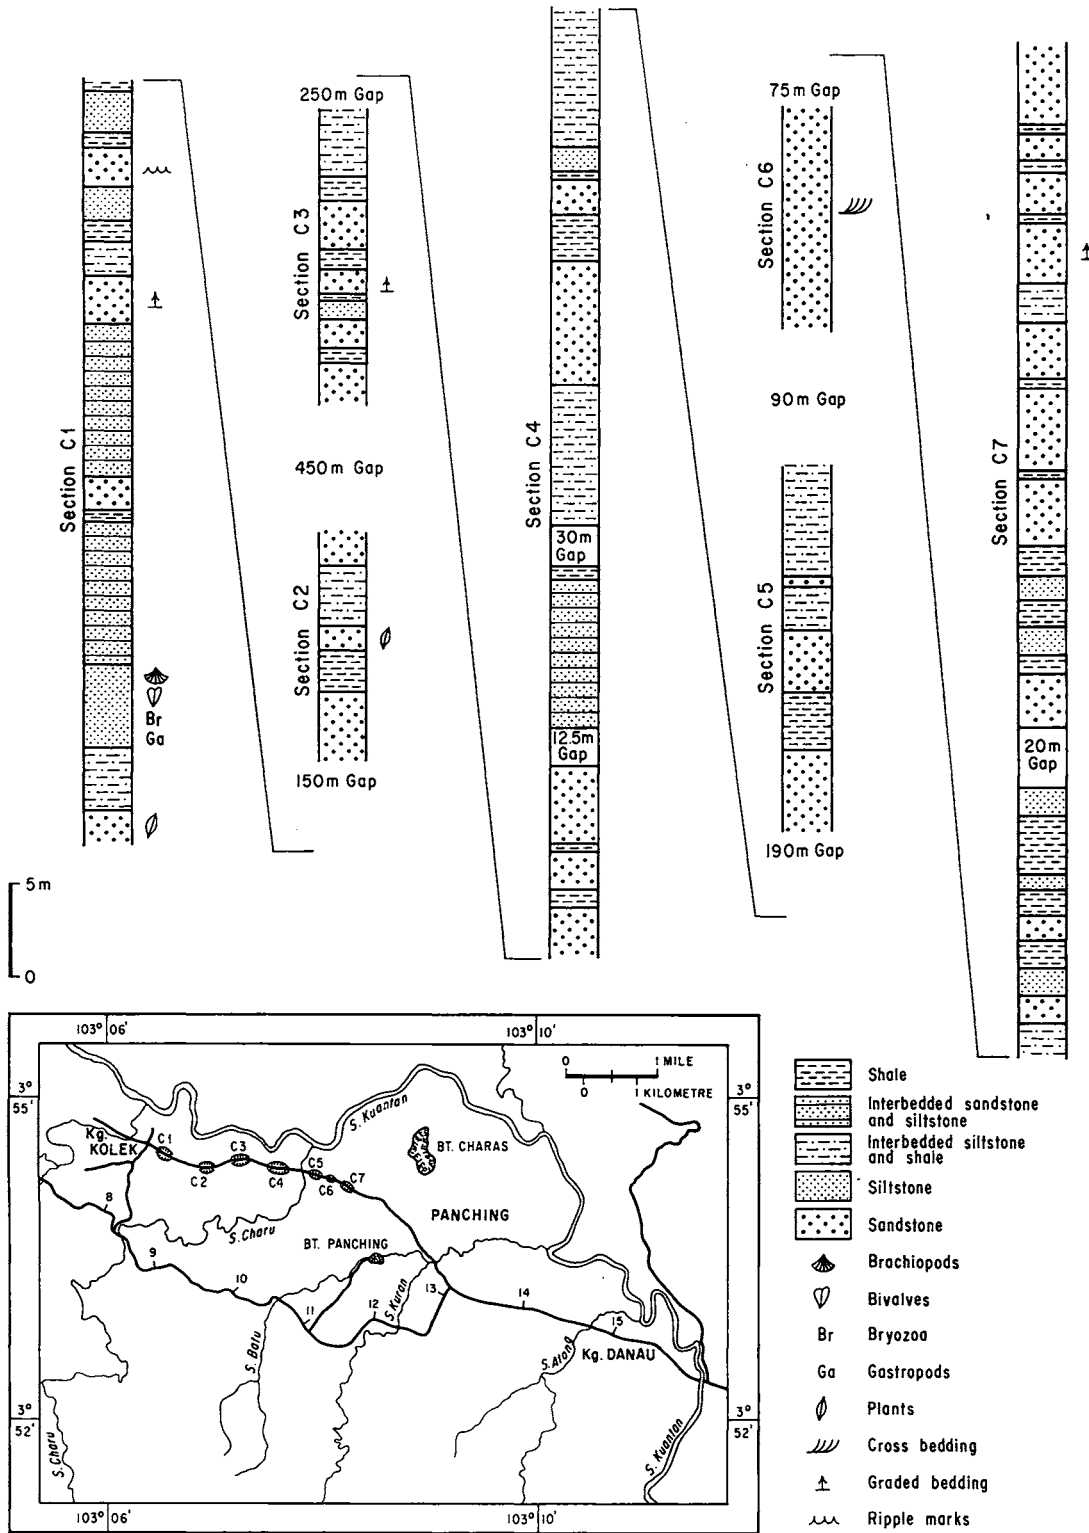 Section C1
5m
0
250m Gap
Section C3
450m Gap
Section C2
150m Gap
Section C4
30m
Gap
12.5m
Gap
75m Gap
Section C6
90m Gap
Section C5
190m Gap
Section C7
20m
Gap
Br
Ga
103° 06'
103° 10'
3°
55'
3°
55'
3°
52'
3°
52'
103° 06'
103° 10'
0 1 MILE
0 1 KILOMETRE
Kg.
KOLEK
C1
C2
C3
C4
C5
C6
C7
S. Kuantan
BT. CHARAS
PANCHING
S. Charu
BT. PANCHING
8
9
10
11
12
13
14
15
S. Batu
S. Kuran
S. Atang
Kg. DANAU
S. Charu
S. Kuantan
Shale
Interbedded sandstone
and siltstone
Interbedded siltstone
and shale
Siltstone
Sandstone
Brachiopods
Bivalves
Br Bryozoa
Ga Gastropods
Plants
Cross bedding
Graded bedding
Ripple marks